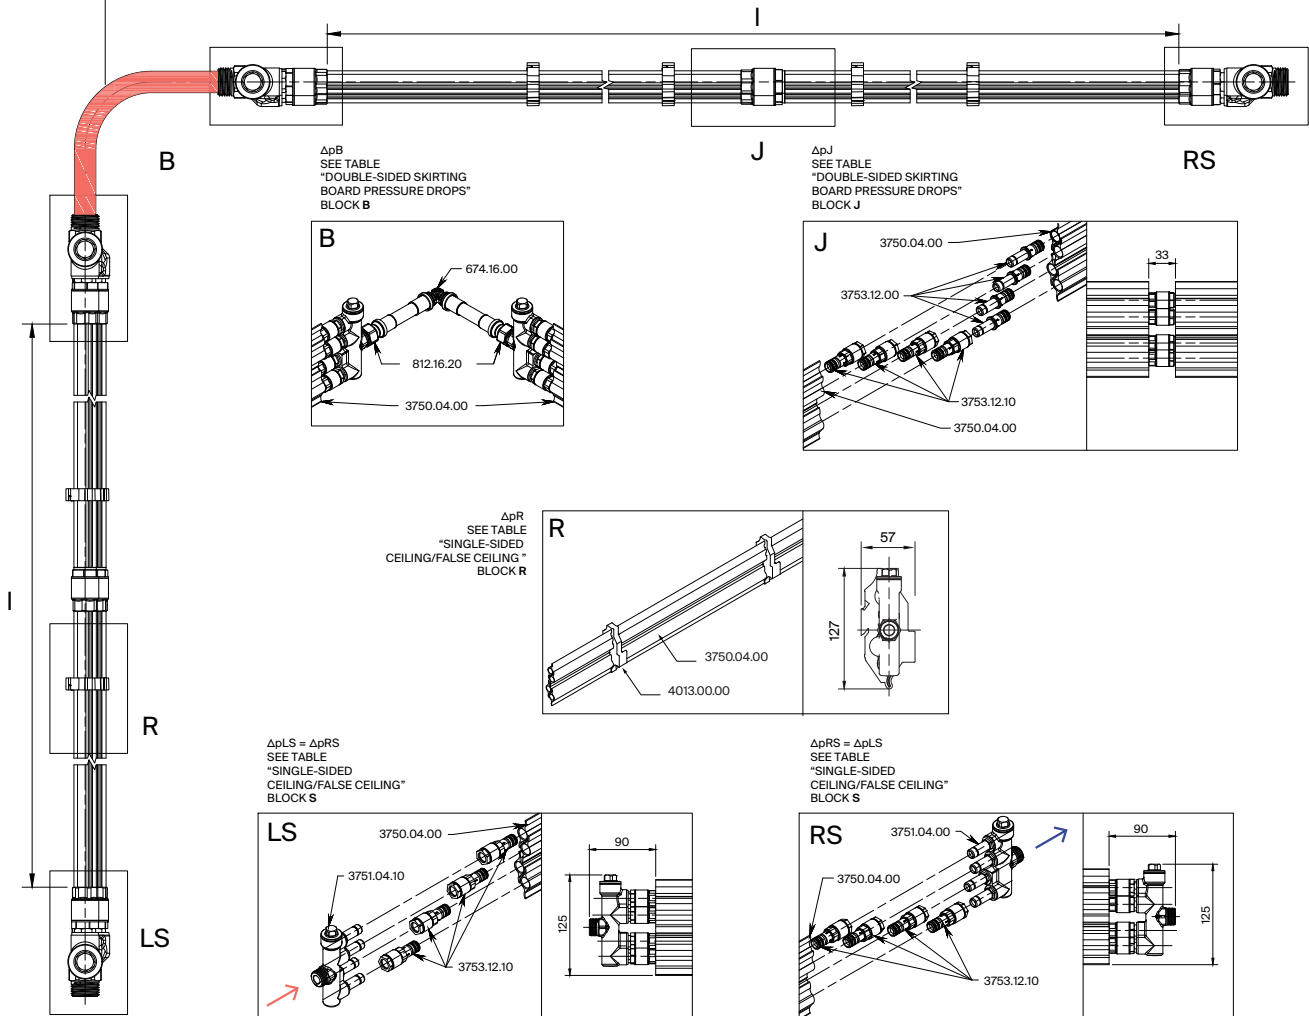 l
B
J
RS
ΔpB
SEE TABLE
“DOUBLE-SIDED SKIRTING
BOARD PRESSURE DROPS”
BLOCK B
ΔpJ
SEE TABLE
“DOUBLE-SIDED SKIRTING
BOARD PRESSURE DROPS”
BLOCK J
B
674.16.00
812.16.20
3750.04.00
J
3750.04.00
3753.12.00
3753.12.10
3750.04.00
33
l
ΔpR
SEE TABLE
“SINGLE-SIDED
CEILING/FALSE CEILING ”
BLOCK R
R
3750.04.00
4013.00.00
57
127
R
LS
ΔpLS = ΔpRS
SEE TABLE
“SINGLE-SIDED
CEILING/FALSE CEILING”
BLOCK S
ΔpRS = ΔpLS
SEE TABLE
“SINGLE-SIDED
CEILING/FALSE CEILING”
BLOCK S
LS
3750.04.00
3751.04.10
3753.12.10
90
125
RS
3751.04.00
3750.04.00
3753.12.10
90
125